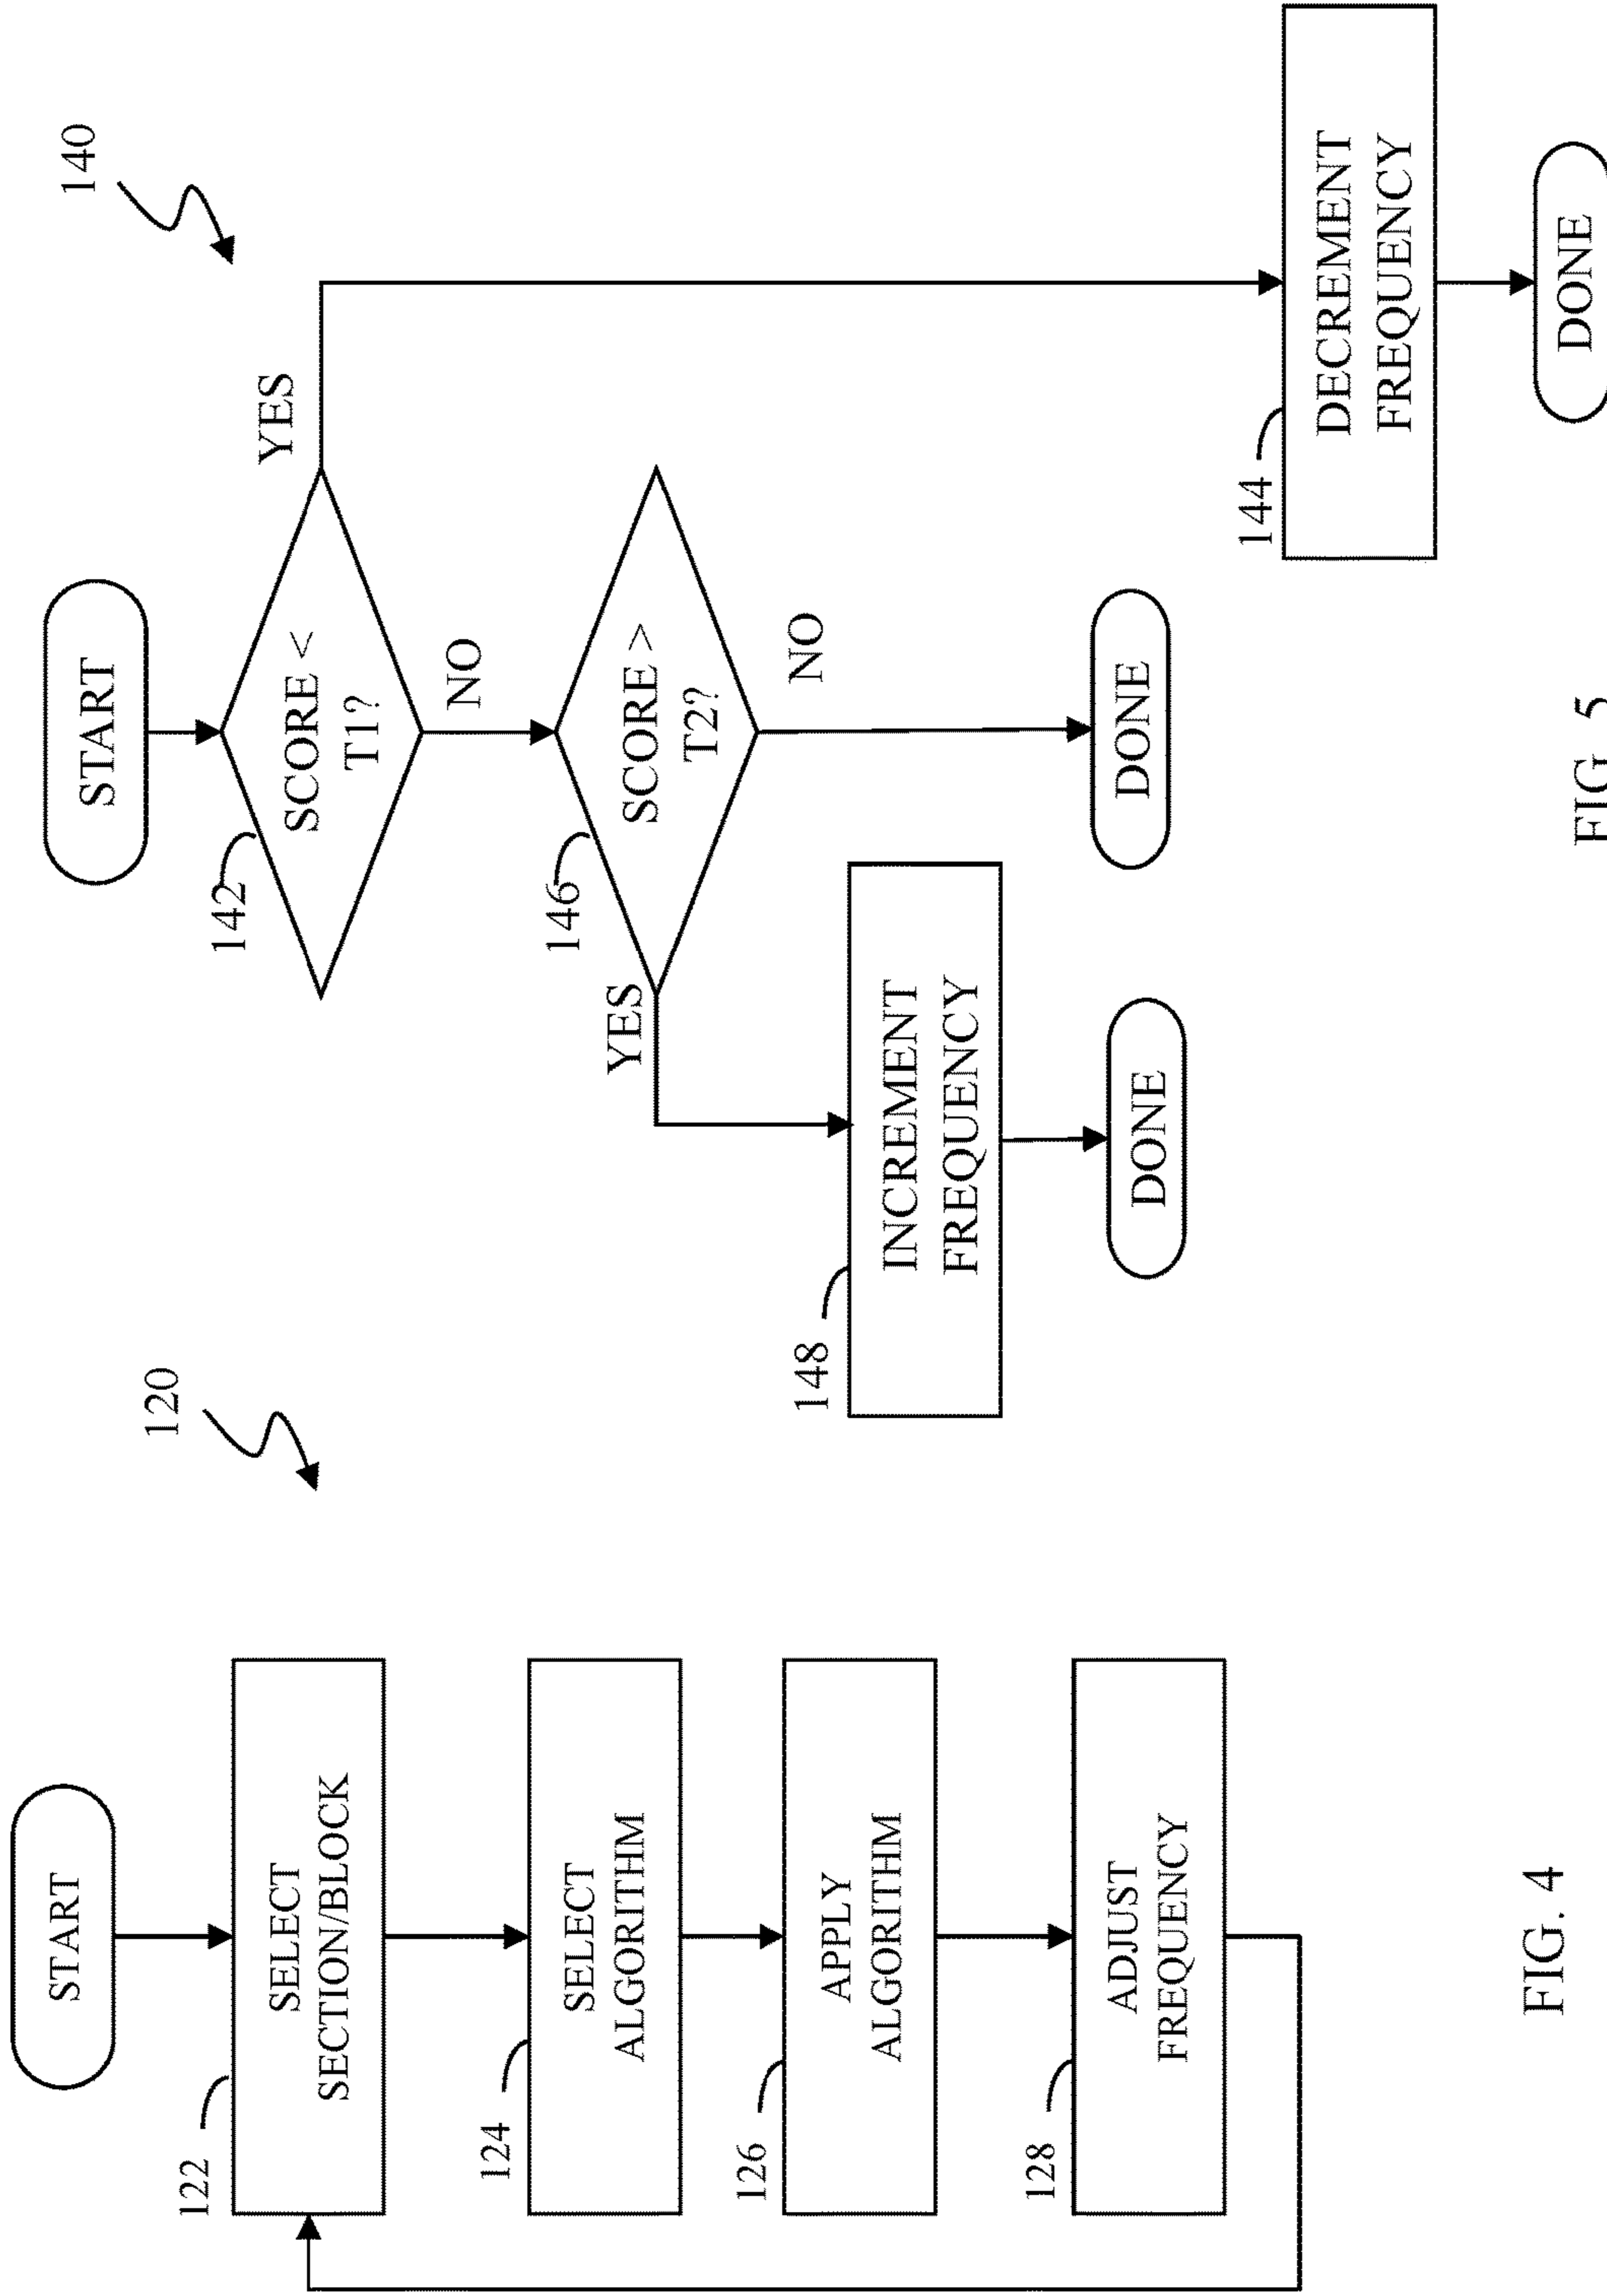 120
START
122
SELECT
SECTION/BLOCK
124
SELECT
ALGORITHM
126
APPLY
ALGORITHM
128
ADJUST
FREQUENCY
FIG. 4
140
START
142
SCORE <
T1?
YES
NO
146
SCORE >
T2?
YES
NO
148
INCREMENT
FREQUENCY
DONE
DONE
144
DECREMENT
FREQUENCY
DONE
FIG. 5